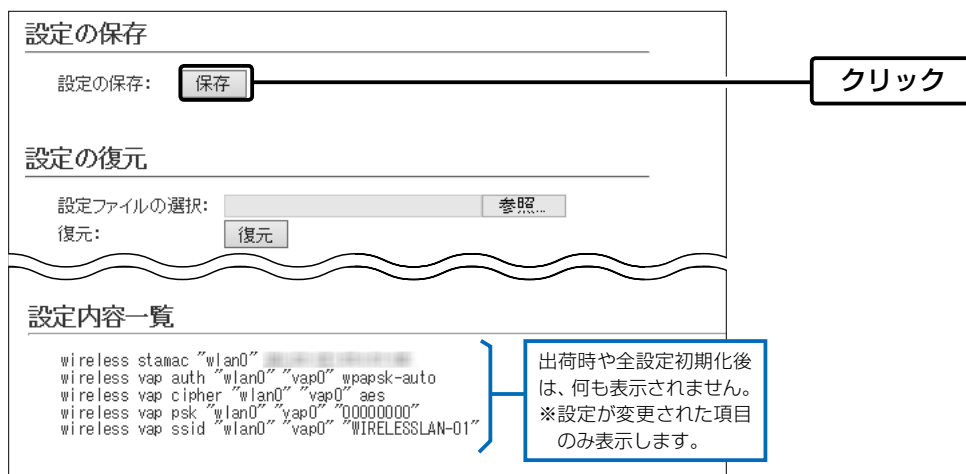 設定の保存
設定の保存: 保存
クリック
設定の復元
設定ファイルの選択: 参照...
復元: 復元
設定内容一覧
wireless stamac "wlan0"
wireless vap auth "wlan0" "vap0" wpapsk-auto
wireless vap cipher "wlan0" "vap0" aes
wireless vap psk "wlan0" "vap0" "00000000"
wireless vap ssid "wlan0" "vap0" "WIRELESSLAN-01"
出荷時や全設定初期化後
は、何も表示されません。
※設定が変更された項目
のみ表示します。